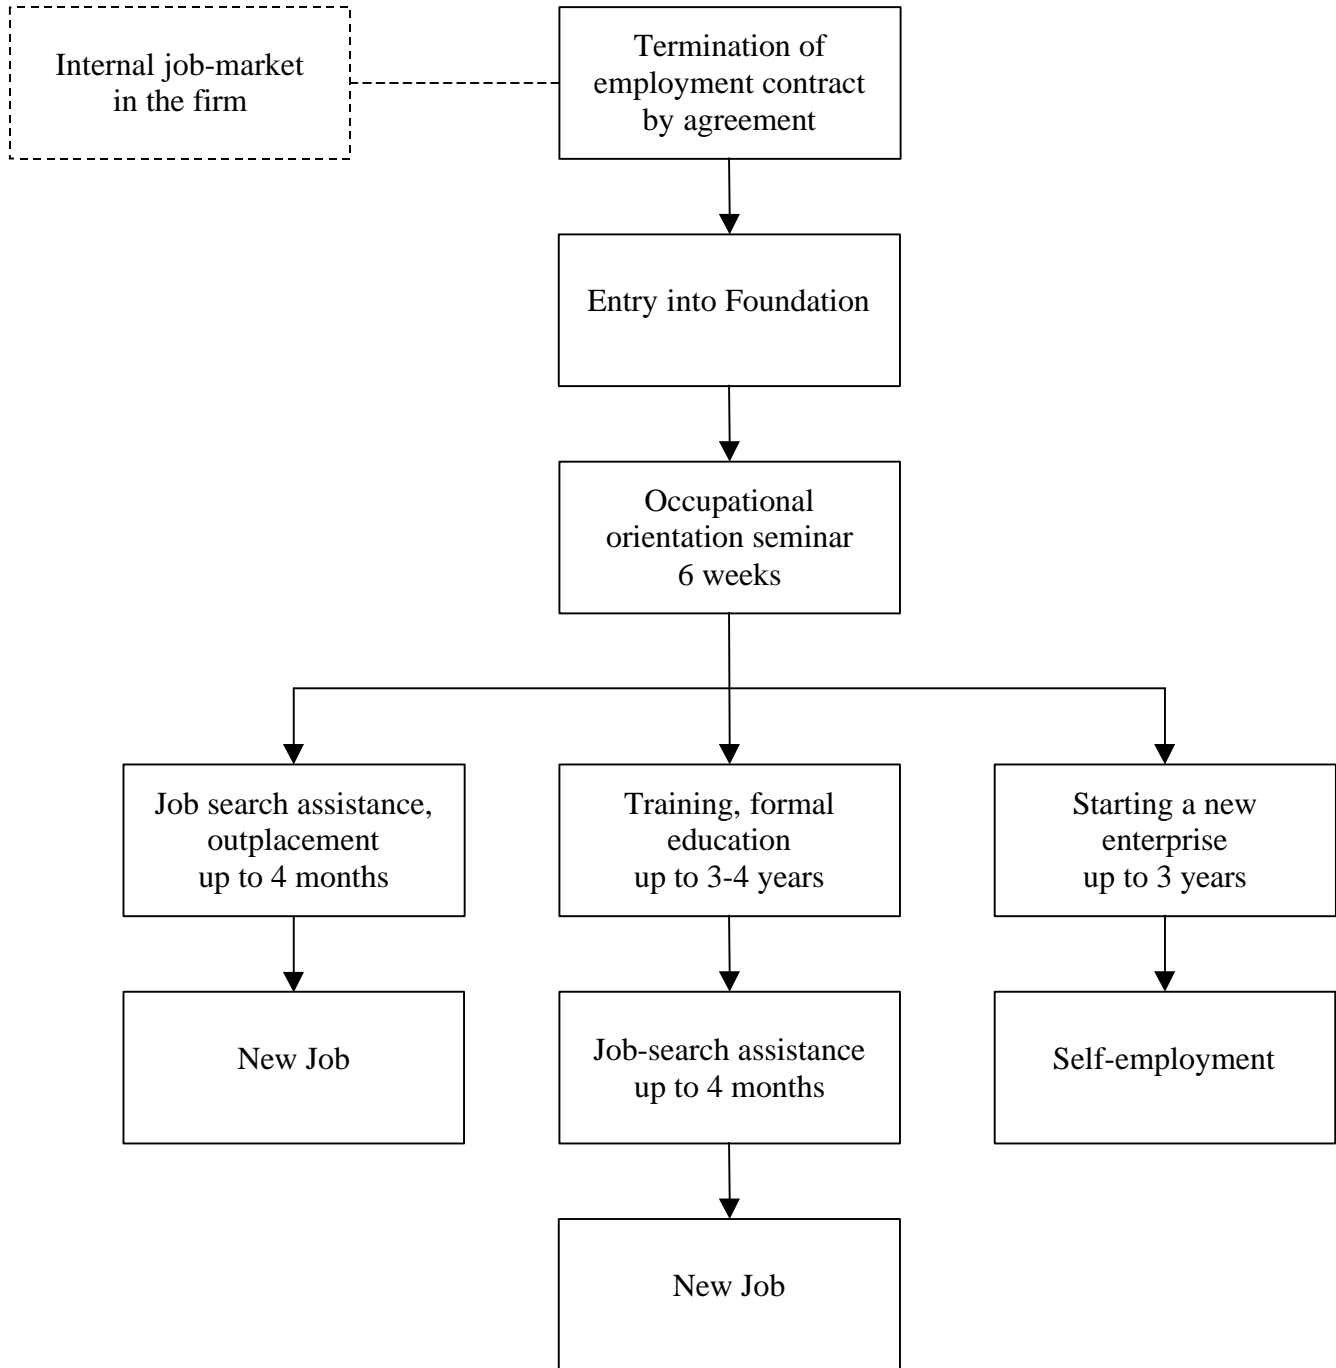 Internal job-market
in the firm
Termination of
employment contract
by agreement
Entry into Foundation
Occupational
orientation seminar
6 weeks
Job search assistance,
outplacement
up to 4 months
Training, formal
education
up to 3-4 years
Starting a new
enterprise
up to 3 years
New Job
Job-search assistance
up to 4 months
Self-employment
New Job